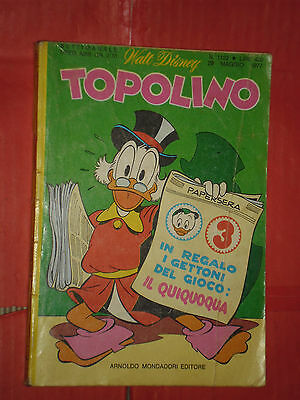 Walt Disney
MAGGIO
TOPOLINO
PAPERSERA
3
IN REGALO
I GETTONI
DEL GIOCO:
IL QUIQUOQUA
ARNOLDO MONDADORI EDITORE